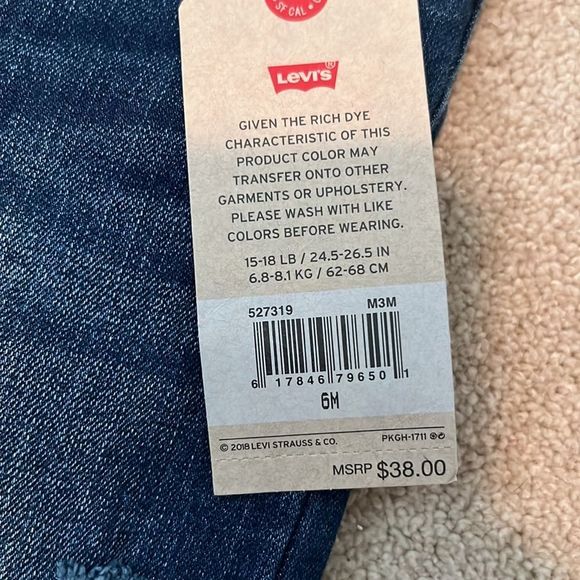 SF CAL
LEVI'S®
GIVEN THE RICH DYE
CHARACTERISTIC OF THIS
PRODUCT COLOR MAY
TRANSFER ONTO OTHER
GARMENTS OR UPHOLSTERY.
PLEASE WASH WITH LIKE
COLORS BEFORE WEARING.
15-18 LB / 24.5-26.5 IN
6.8-8.1 KG / 62-68 CM
527319 M3M
6 17846 79650 1
6M
© 2018 LEVI STRAUSS & CO. PKGH-1711
MSRP $38.00